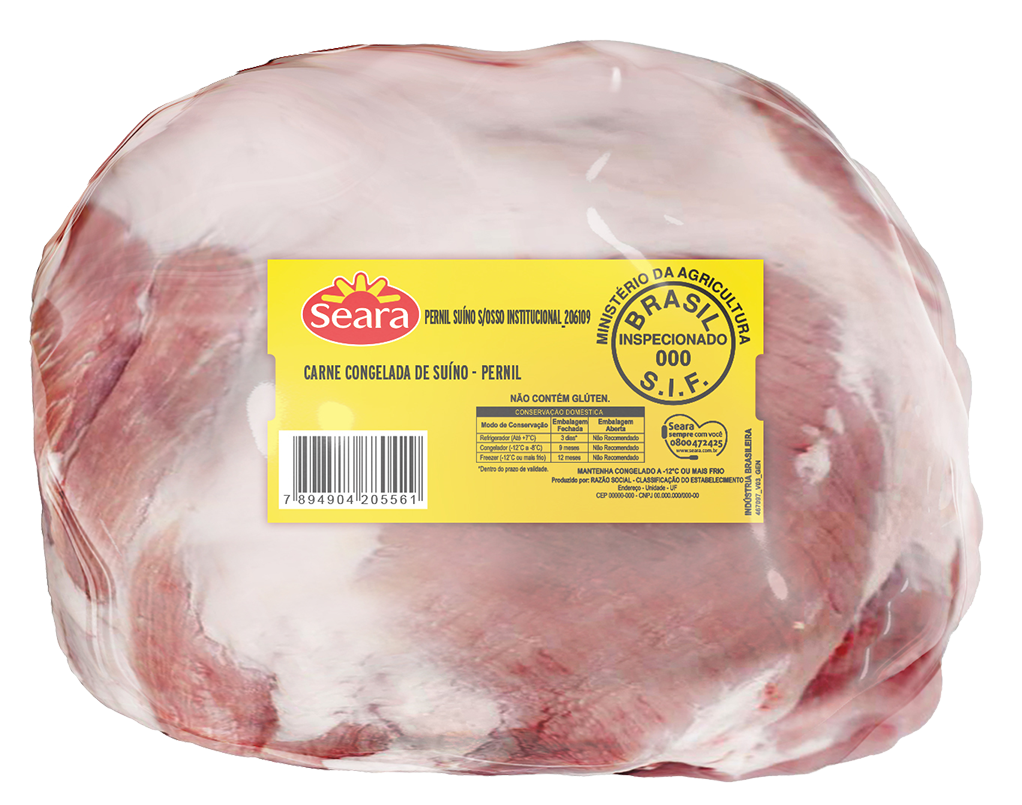 Seara
PERNIL SUÍNO S/OSSO INSTITUCIONAL_206109
CARNE CONGELADA DE SUÍNO - PERNIL
MINISTÉRIO DA AGRICULTURA
BRASIL
INSPECIONADO
000
S.I.F.
NÃO CONTÉM GLÚTEN.
CONSERVAÇÃO DOMÉSTICA
Modo de Conservação Embalagem Fechada Embalagem Aberta
Refrigerador (Até +7°C) 3 dias* Não Recomendado
Congelador (-12°C a -8°C) 9 meses Não Recomendado
Freezer (-12°C ou mais frio) 12 meses Não Recomendado
*Dentro do prazo de validade.
Seara
sempre com você
0800 472425
www.seara.com.br
MANTENHA CONGELADO A -12°C OU MAIS FRIO
Produzido por: RAZÃO SOCIAL - CLASSIFICAÇÃO DO ESTABELECIMENTO
Endereço - Unidade - UF
CEP 00000-000 - CNPJ 00.000.000/000-00
INDÚSTRIA BRASILEIRA
467097_V03_GEN
7 894904 205561